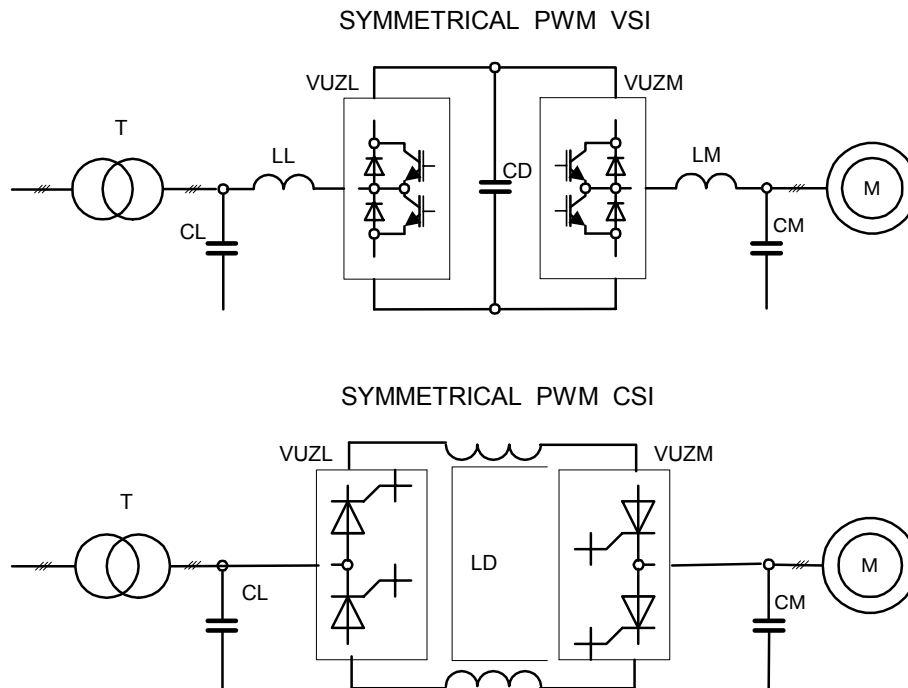 SYMMETRICAL PWM VSI
VUZL
VUZM
T
LL
CD
LM
M
CL
CM
SYMMETRICAL PWM CSI
VUZL
VUZM
T
LD
M
CL
CM